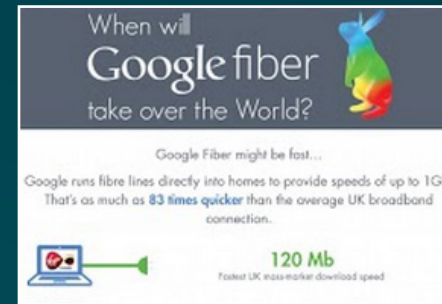 When will
Google fiber
take over the World?
Google Fiber might be fast...
Google runs fibre lines directly into homes to provide speeds of up to 1G
That's as much as 83 times quicker than the average UK broadband
connection.
120 Mb
Fastest UK mass-market download speed